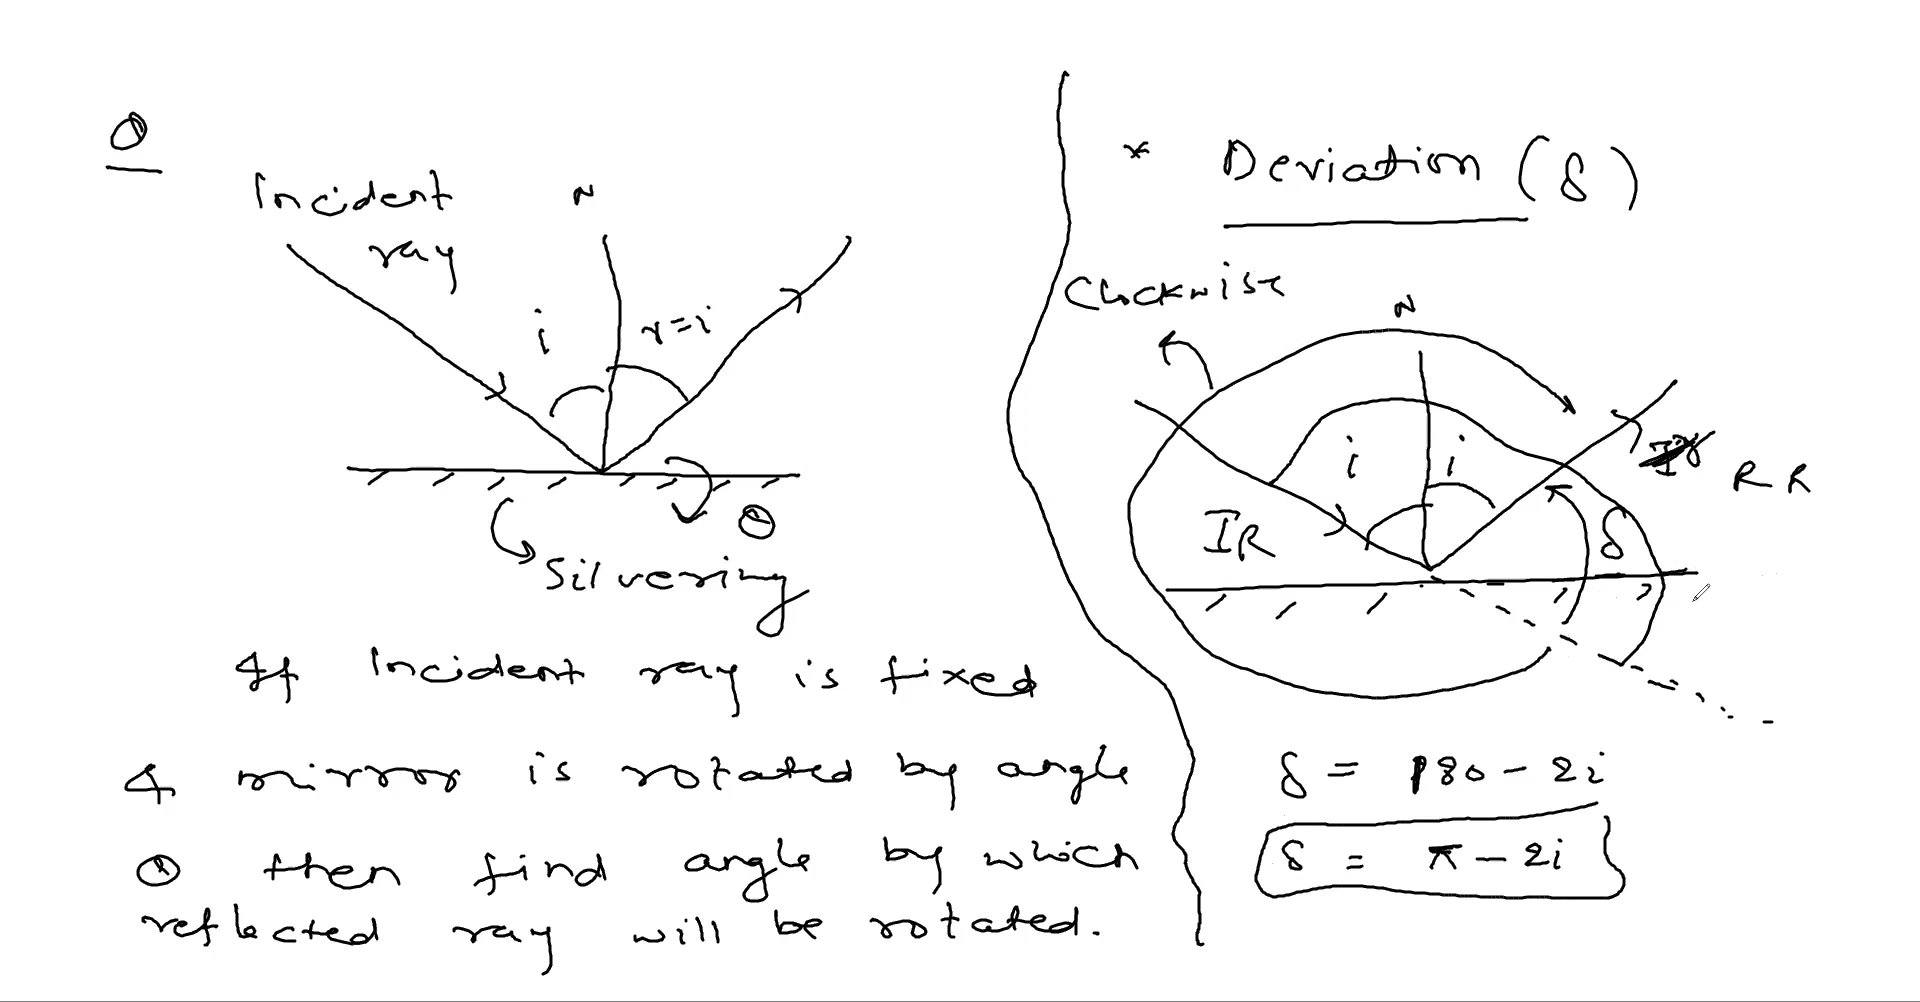 Q
Incident
ray
N
i
r=i
θ
Silvering
If Incident ray is fixed
& mirror is rotated by angle
θ then find angle by which
reflected ray will be rotated.
* Deviation (δ)
Clockwise
N
i
i
RR
IR
δ
δ = 180 - 2i
δ = π - 2i